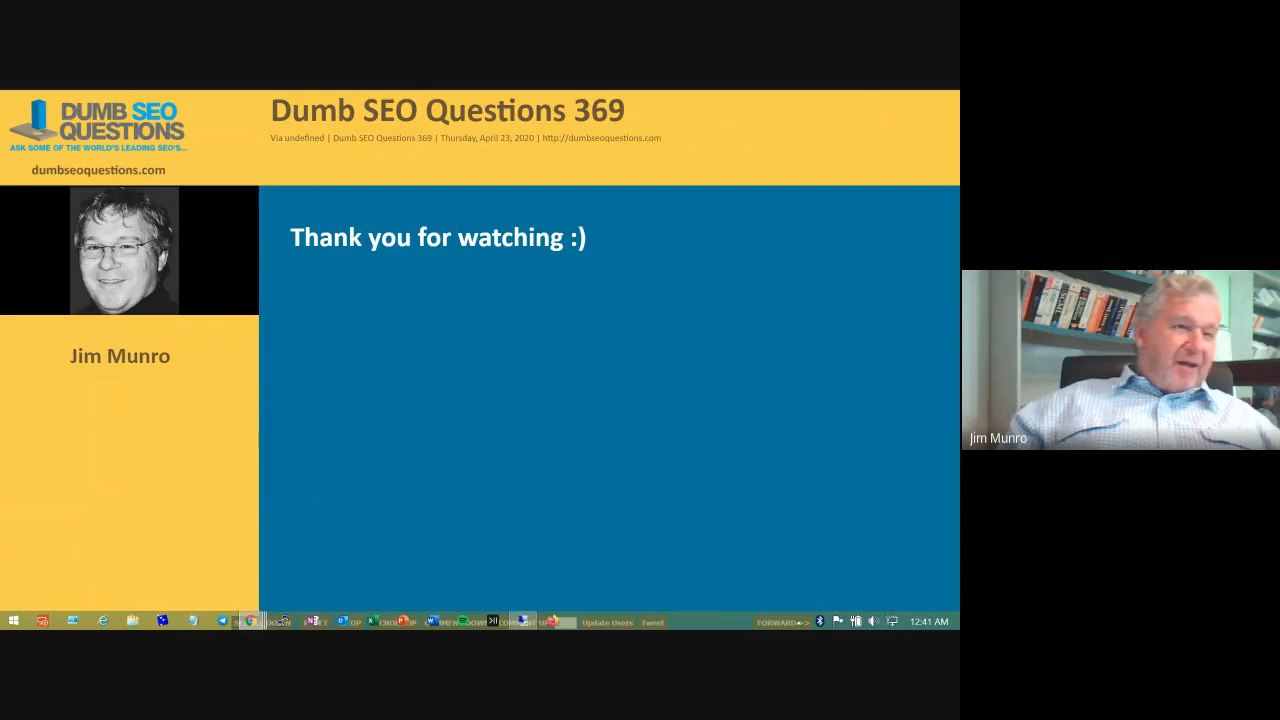 DUMB SEO
QUESTIONS
ASK SOME OF THE WORLD'S LEADING SEO'S...
dumbseoquestions.com
Dumb SEO Questions 369
Via undefined | Dumb SEO Questions 369 | Thursday, April 23, 2020 | http://dumbseoquestions.com
Thank you for watching :)
Jim Munro
Jim Munro
Update Users Tweet FORWARD 12:41 AM